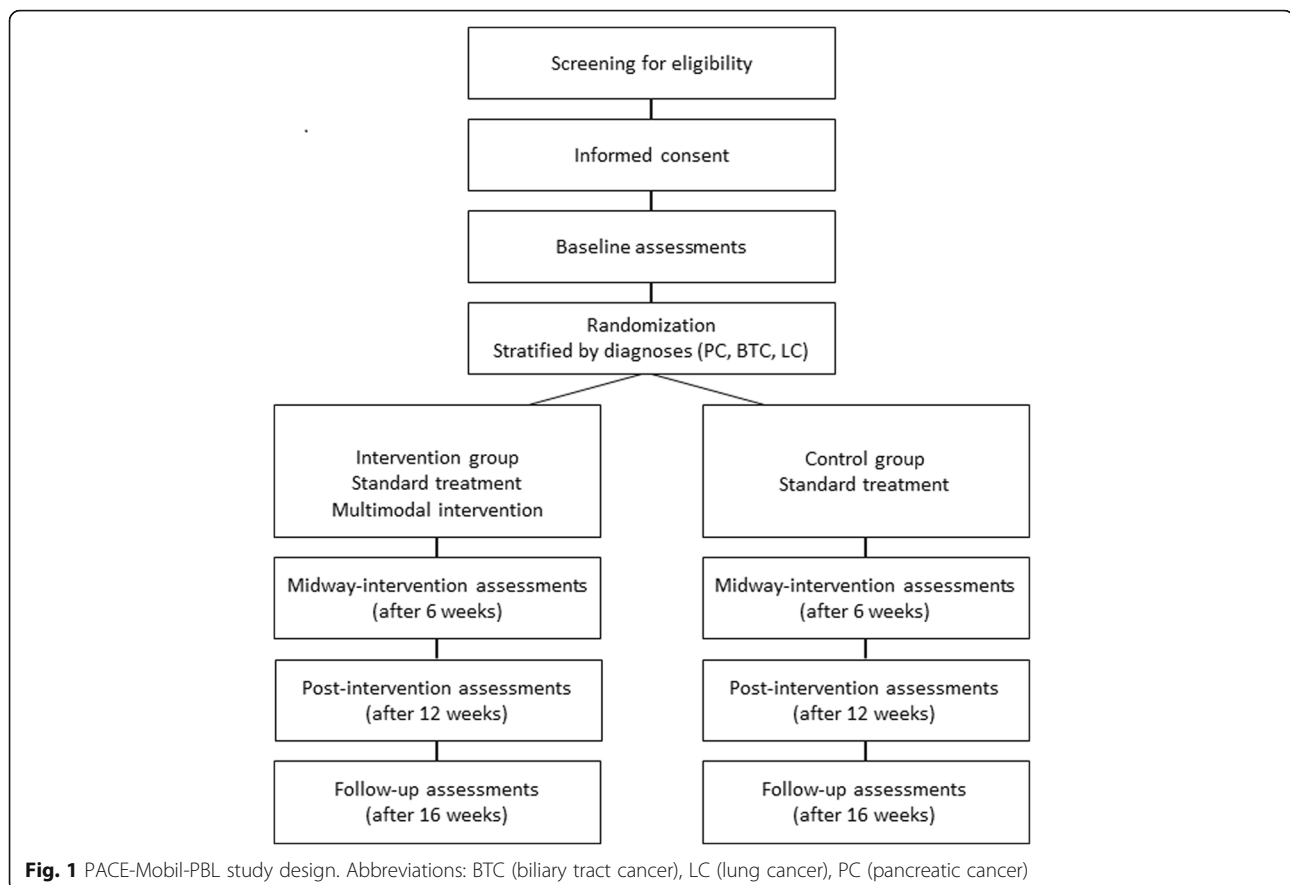 Screening for eligibility
Informed consent
Baseline assessments
Randomization
Stratified by diagnoses (PC, BTC, LC)
Intervention group
Standard treatment
Multimodal intervention
Control group
Standard treatment
Midway-intervention assessments
(after 6 weeks)
Midway-intervention assessments
(after 6 weeks)
Post-intervention assessments
(after 12 weeks)
Post-intervention assessments
(after 12 weeks)
Follow-up assessments
(after 16 weeks)
Follow-up assessments
(after 16 weeks)
Fig. 1 PACE-Mobil-PBL study design. Abbreviations: BTC (biliary tract cancer), LC (lung cancer), PC (pancreatic cancer)